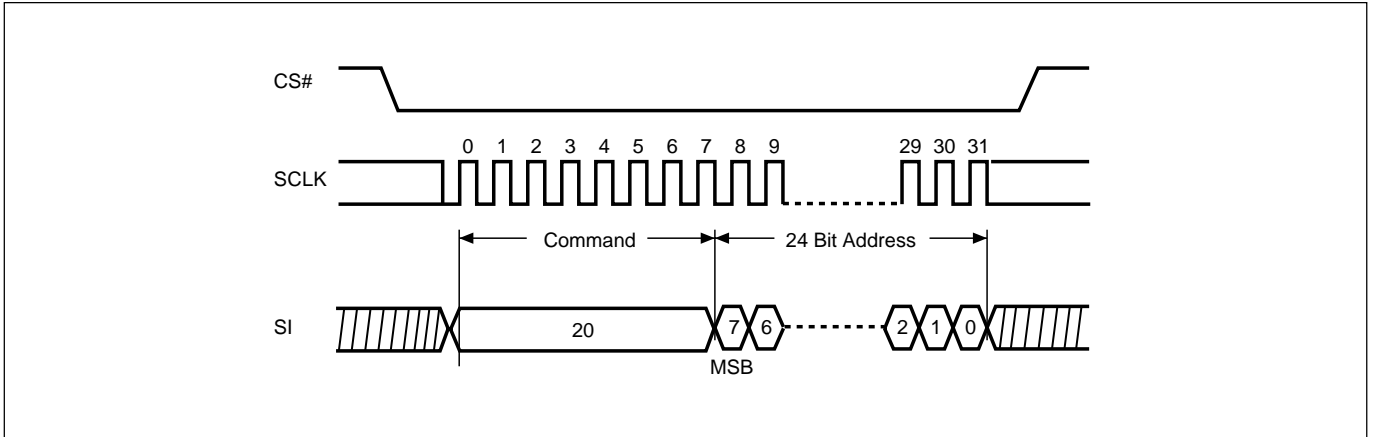 CS#
0 1 2 3 4 5 6 7 8 9 29 30 31
SCLK
Command 24 Bit Address
SI 20 7 6 2 1 0
MSB